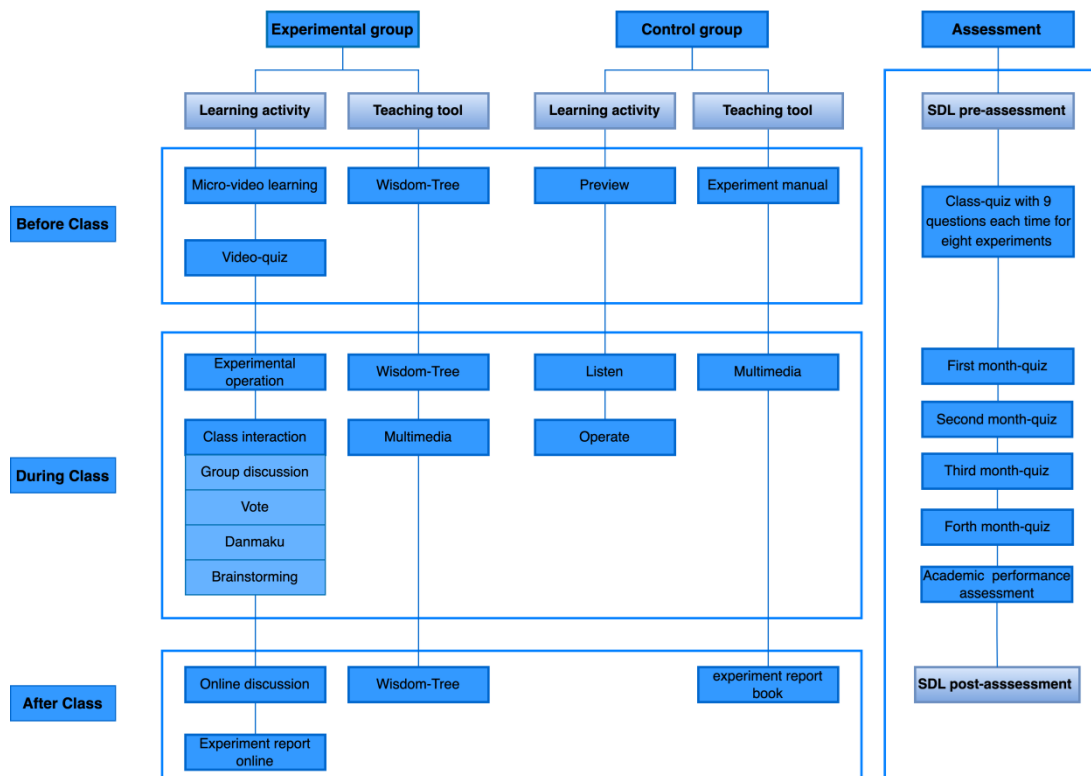 Experimental group
Control group
Assessment
Learning activity
Teaching tool
Learning activity
Teaching tool
SDL pre-assessment
Before Class
Micro-video learning
Wisdom-Tree
Preview
Experiment manual
Video-quiz
Class-quiz with 9
questions each time for
eight experiments
During Class
Experimental
operation
Wisdom-Tree
Listen
Multimedia
Class interaction
Multimedia
Operate
Group discussion
Vote
Danmaku
Brainstorming
First month-quiz
Second month-quiz
Third month-quiz
Forth month-quiz
Academic performance
assessment
After Class
Online discussion
Wisdom-Tree
experiment report
book
Experiment report
online
SDL post-asssessment